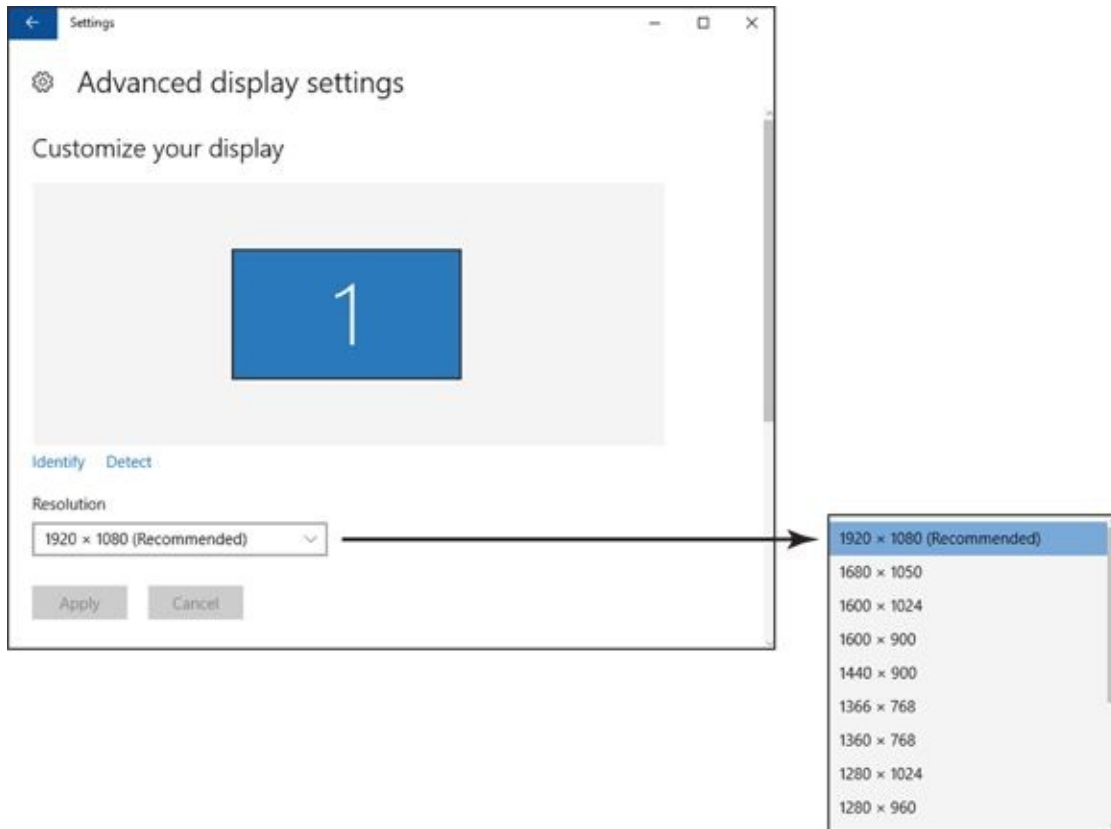 Settings
Advanced display settings
Customize your display
1
Identify Detect
Resolution
1920 × 1080 (Recommended)
Apply Cancel
1920 × 1080 (Recommended)
1680 × 1050
1600 × 1024
1600 × 900
1440 × 900
1366 × 768
1360 × 768
1280 × 1024
1280 × 960